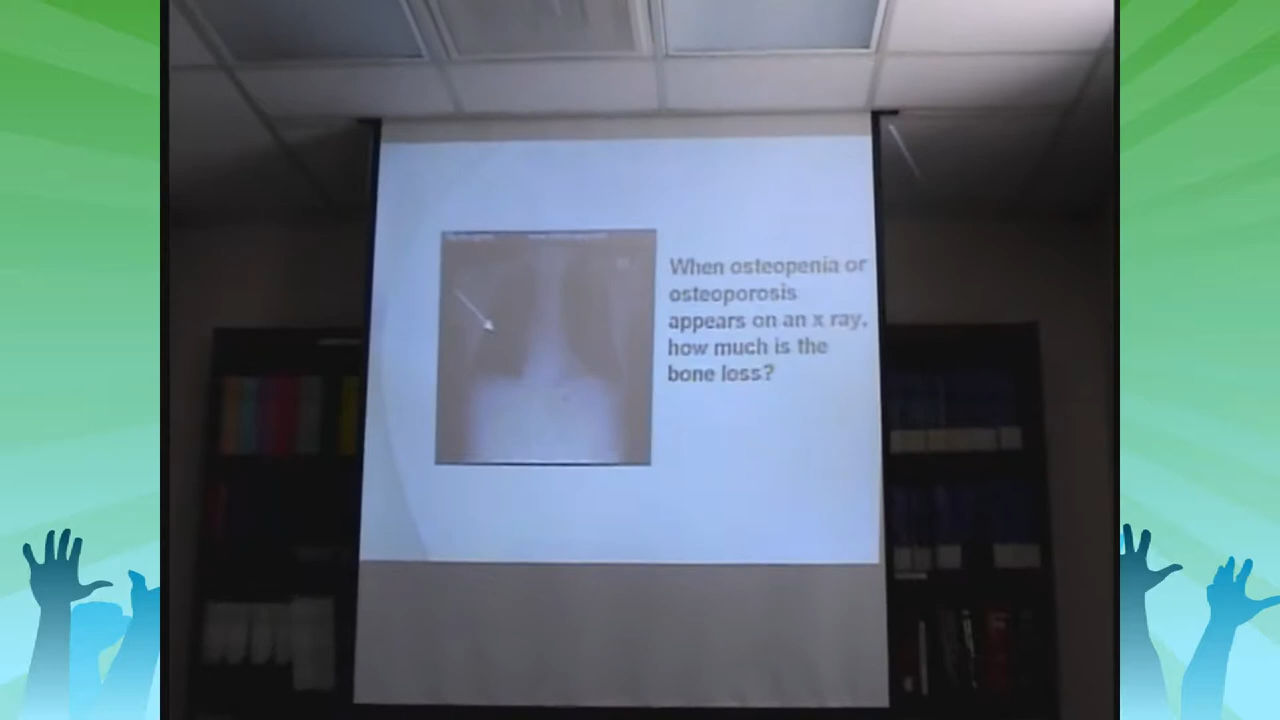 When osteopenia or
osteoporosis
appears on an x ray,
how much is the
bone loss?